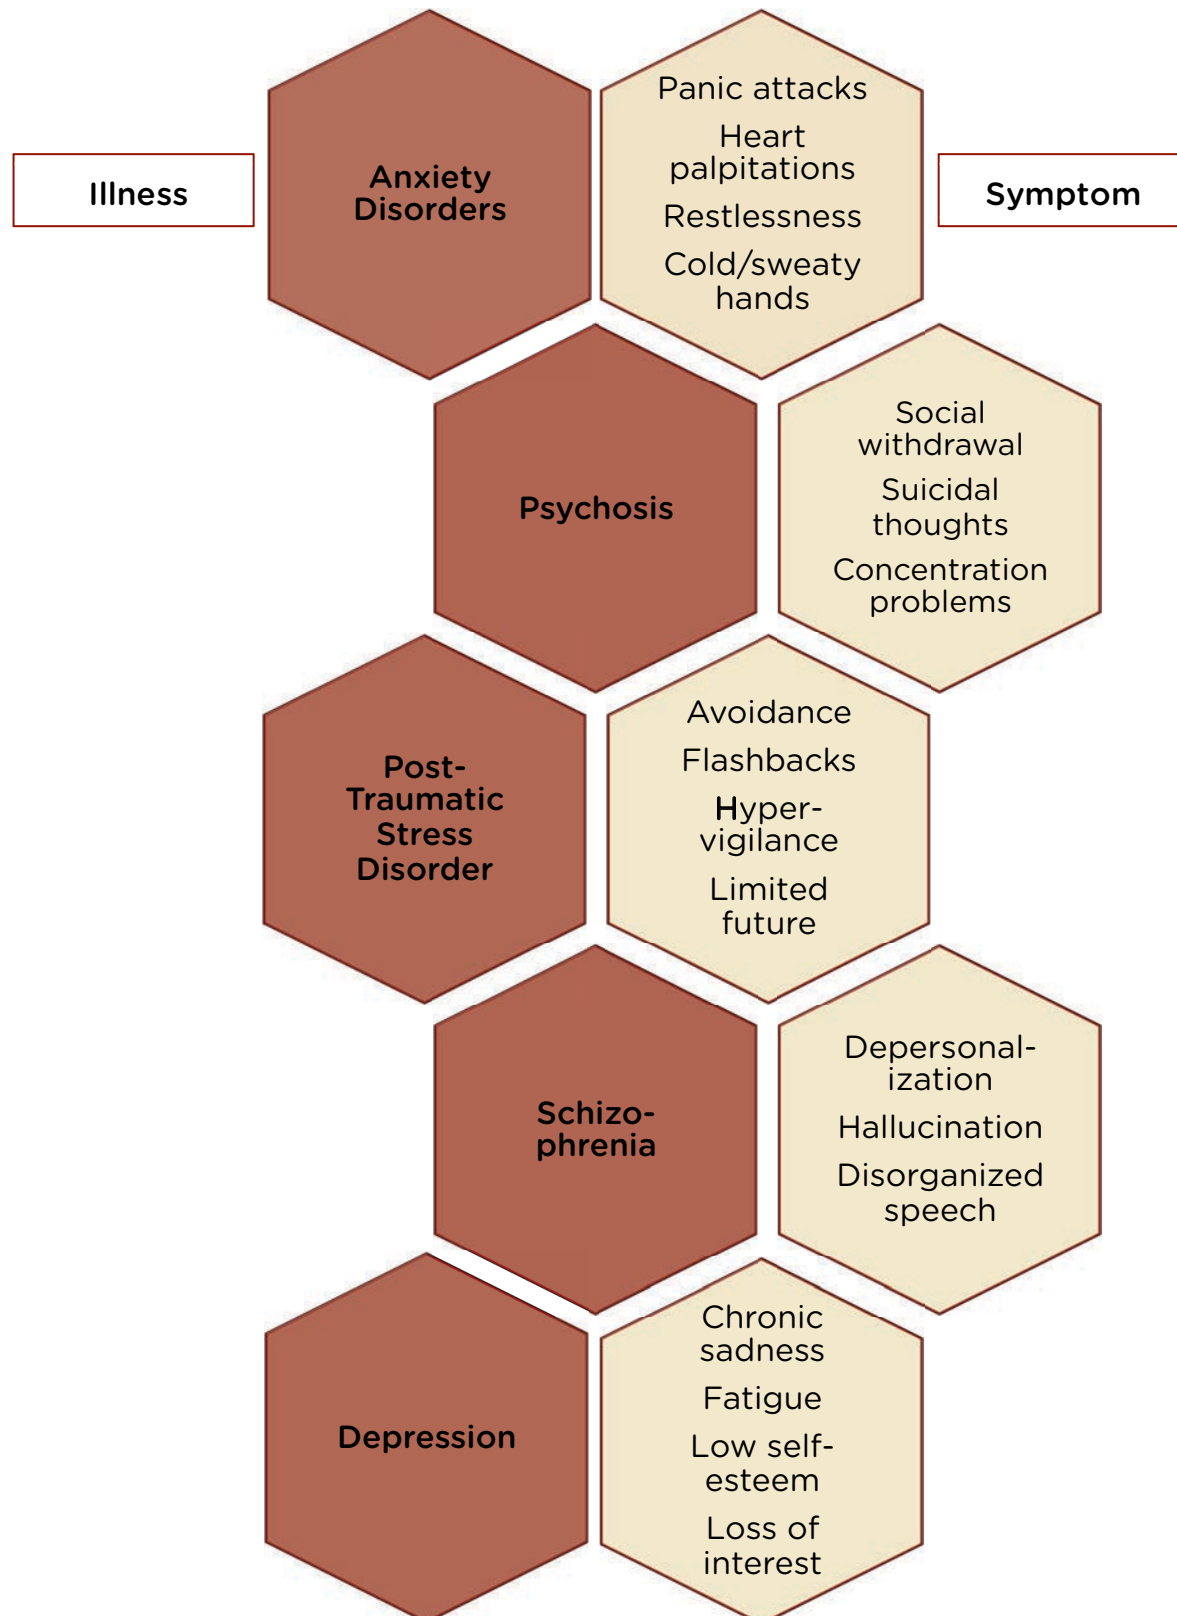 Illness
Anxiety
Disorders
Panic attacks
Heart
palpitations
Restlessness
Cold/sweaty
hands
Symptom
Psychosis
Social
withdrawal
Suicidal
thoughts
Concentration
problems
Post-
Traumatic
Stress
Disorder
Avoidance
Flashbacks
Hyper-
vigilance
Limited
future
Schizo-
phrenia
Depersonal-
ization
Hallucination
Disorganized
speech
Depression
Chronic
sadness
Fatigue
Low self-
esteem
Loss of
interest